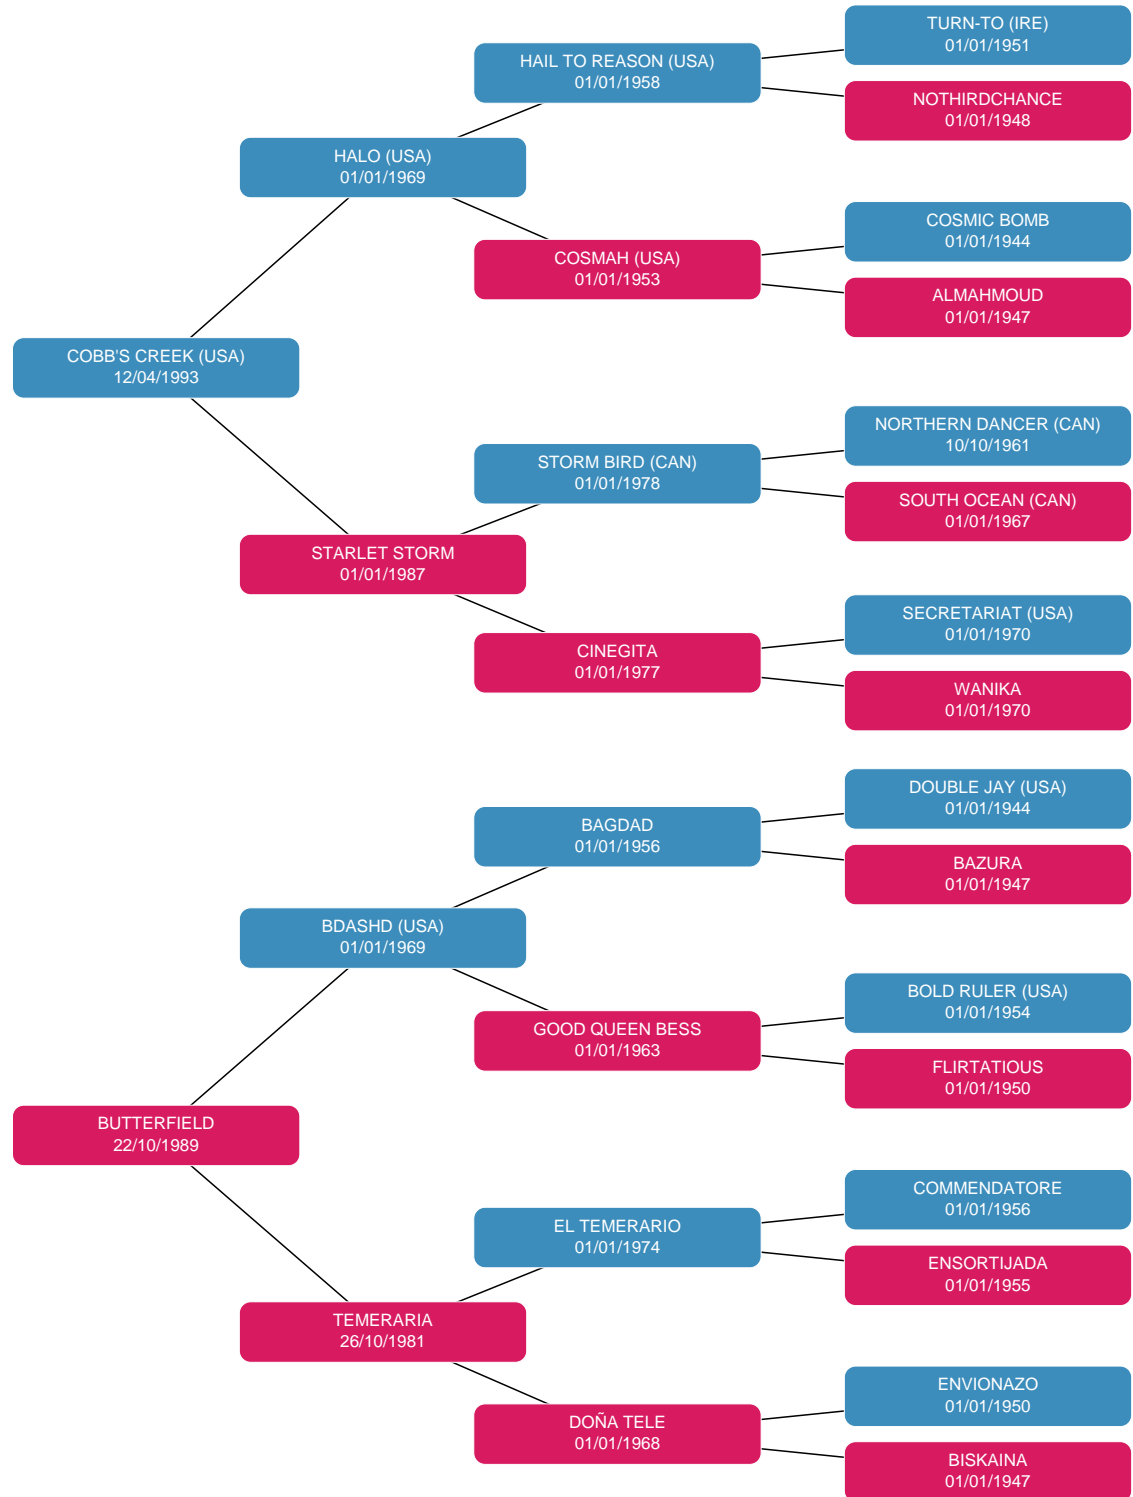 TURN-TO (IRE)
01/01/1951
HAIL TO REASON (USA)
01/01/1958
NOTHIRDCHANCE
01/01/1948
HALO (USA)
01/01/1969
COSMIC BOMB
01/01/1944
COSMAH (USA)
01/01/1953
ALMAHMOUD
01/01/1947
COBB'S CREEK (USA)
12/04/1993
NORTHERN DANCER (CAN)
10/10/1961
STORM BIRD (CAN)
01/01/1978
SOUTH OCEAN (CAN)
01/01/1967
STARLET STORM
01/01/1987
SECRETARIAT (USA)
01/01/1970
CINEGITA
01/01/1977
WANIKA
01/01/1970
DOUBLE JAY (USA)
01/01/1944
BAGDAD
01/01/1956
BAZURA
01/01/1947
BDASHD (USA)
01/01/1969
BOLD RULER (USA)
01/01/1954
GOOD QUEEN BESS
01/01/1963
FLIRTATIOUS
01/01/1950
BUTTERFIELD
22/10/1989
COMMENDATORE
01/01/1956
EL TEMERARIO
01/01/1974
ENSORTIJADA
01/01/1955
TEMERARIA
26/10/1981
ENVIONAZO
01/01/1950
DOÑA TELE
01/01/1968
BISKAINA
01/01/1947